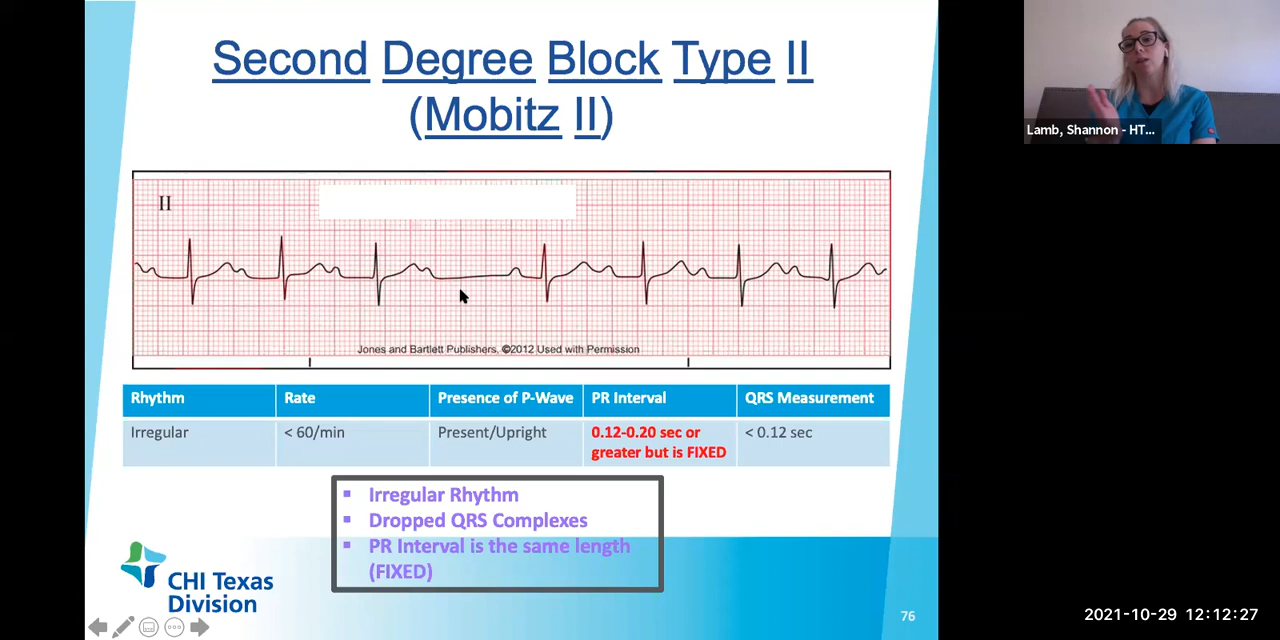 Second Degree Block Type II
(Mobitz II)
Lamb, Shannon - HT...
II
Jones and Bartlett Publishers, ©2012 Used with Permission
Rhythm Rate Presence of P-Wave PR Interval QRS Measurement
Irregular < 60/min Present/Upright 0.12-0.20 sec or < 0.12 sec
greater but is FIXED
▪ Irregular Rhythm
▪ Dropped QRS Complexes
▪ PR Interval is the same length
(FIXED)
CHI Texas
Division
76
2021-10-29 12:12:27